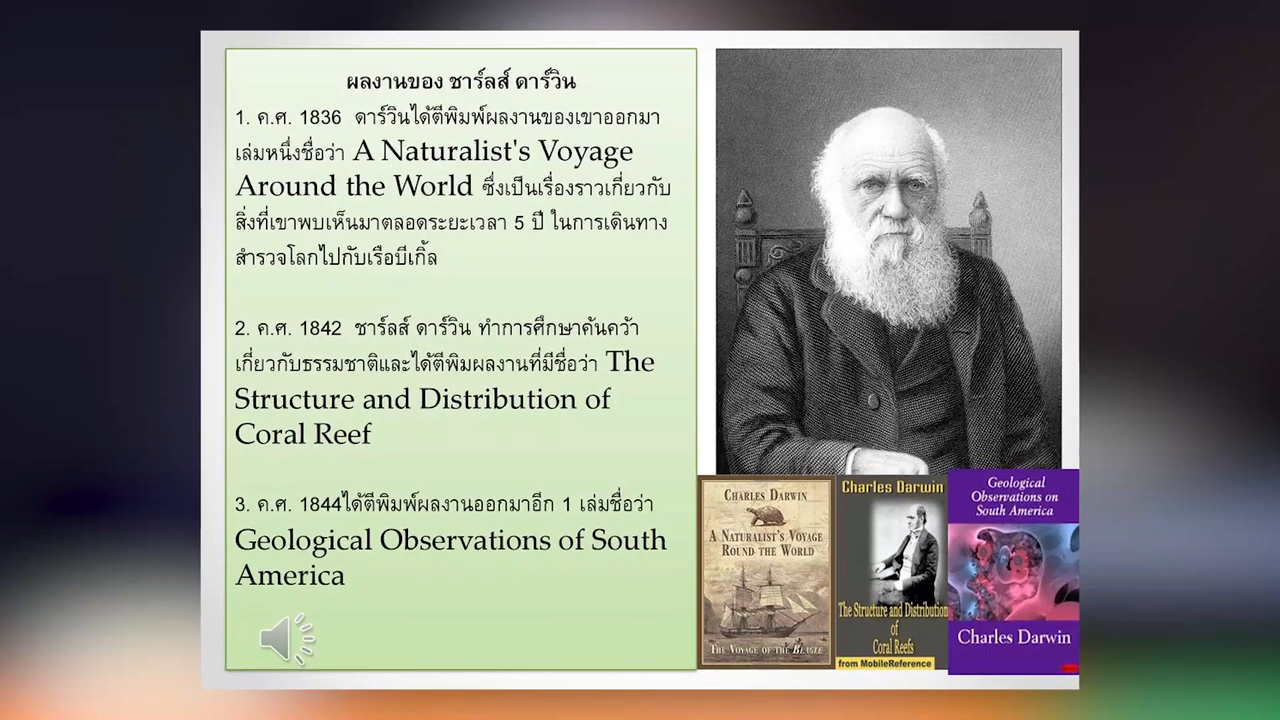 ผลงานของ ชาร์ลส์ ดาร์วิน
1. ค.ศ. 1836 ดาร์วินได้ตีพิมพ์ผลงานของเขาออกมา
เล่มหนึ่งชื่อว่า A Naturalist's Voyage
Around the World ซึ่งเป็นเรื่องราวเกี่ยวกับ
สิ่งที่เขาพบเห็นมาตลอดระยะเวลา 5 ปี ในการเดินทาง
สำรวจโลกไปกับเรือบีเกิ้ล
2. ค.ศ. 1842 ชาร์ลส์ ดาร์วิน ทำการศึกษาค้นคว้า
เกี่ยวกับธรรมชาติและได้ตีพิมผลงานที่มีชื่อว่า The
Structure and Distribution of
Coral Reef
3. ค.ศ. 1844ได้ตีพิมพ์ผลงานออกมาอีก 1 เล่มชื่อว่า
Geological Observations of South
America
CHARLES DARWIN
A NATURALIST'S VOYAGE
ROUND THE WORLD
THE VOYAGE OF THE BEAGLE
Charles Darwin
The Structure and Distribution
of
Coral Reefs
from MobileReference
Geological
Observations on
South America
Charles Darwin